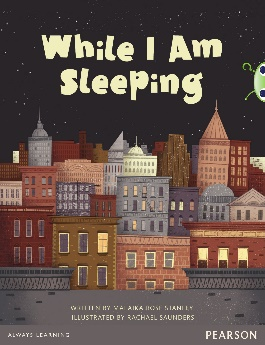 While I Am
Sleeping
WRITTEN BY MALAIKA ROSE STANLEY
ILLUSTRATED BY RACHAEL SAUNDERS
ALWAYS LEARNING
PEARSON